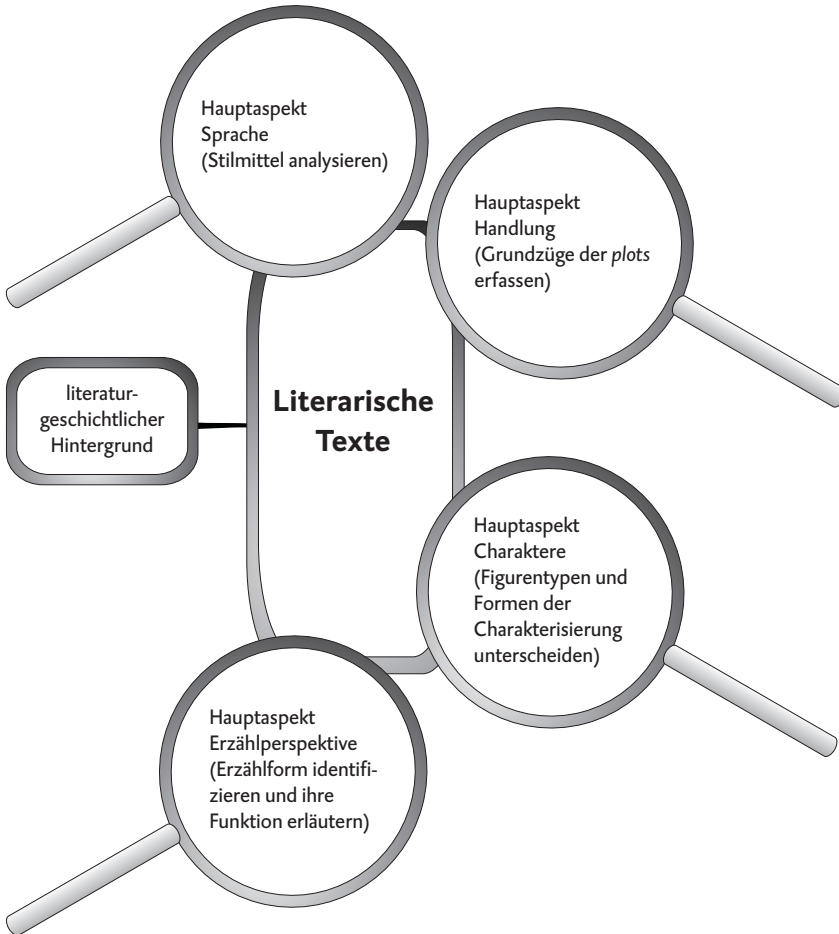 Hauptaspekt
Sprache
(Stilmittel analysieren)
Hauptaspekt
Handlung
(Grundzüge der plots
erfassen)
literatur-
geschichtlicher
Hintergrund
Literarische
Texte
Hauptaspekt
Charaktere
(Figurentypen und
Formen der
Charakterisierung
unterscheiden)
Hauptaspekt
Erzählperspektive
(Erzählform identifi-
zieren und ihre
Funktion erläutern)